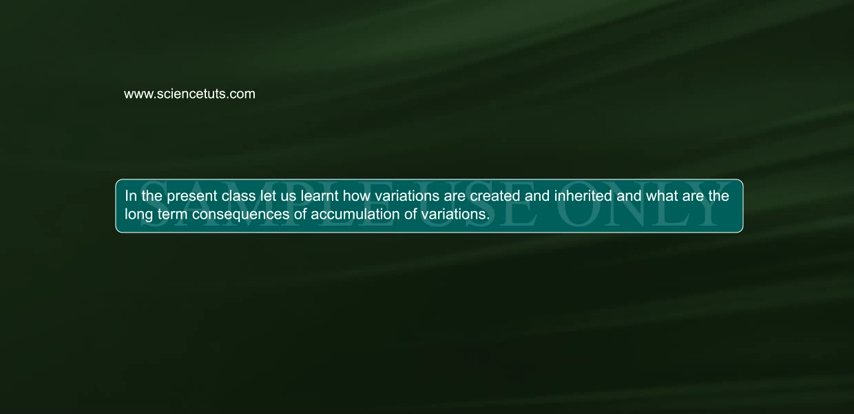 www.sciencetuts.com
In the present class let us learnt how variations are created and inherited and what are the
long term consequences of accumulation of variations.
SAMPLE USE ONLY